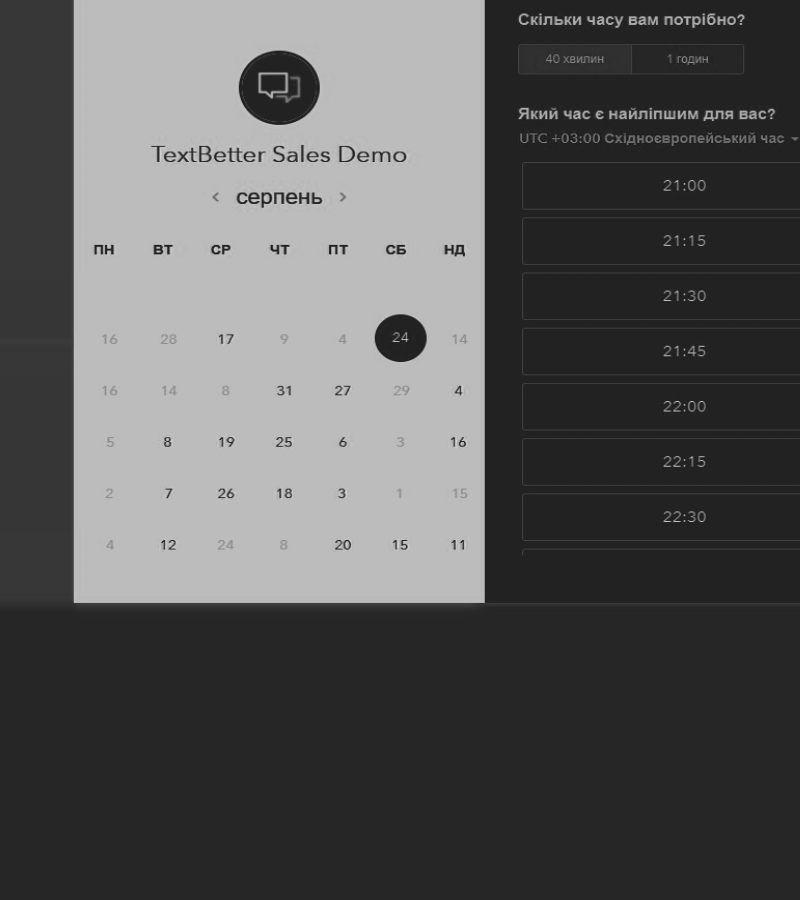 TextBetter Sales Demo
серпень
ПН ВТ СР ЧТ ПТ СБ НД
16 28 17 9 4 24 14
16 14 8 31 27 29 4
5 8 19 25 6 3 16
2 7 26 18 3 1 15
4 12 24 8 20 15 11
Скільки часу вам потрібно?
40 хвилин 1 годин
Який час є найліпшим для вас?
UTC +03:00 Східноєвропейський час
21:00
21:15
21:30
21:45
22:00
22:15
22:30